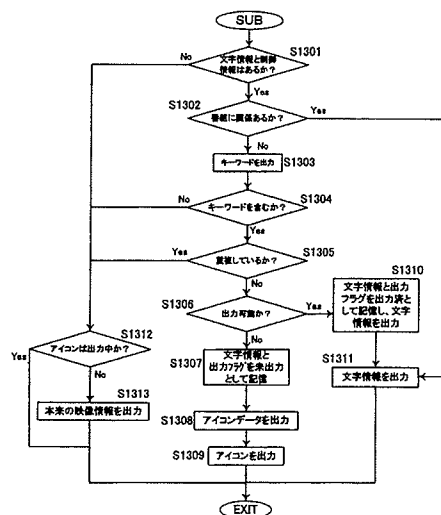 SUB
S1301
文字情報と制御
情報はあるか?
No
Yes
S1302
番組に関係あるか?
Yes
No
キーワードを出力
S1303
S1304
キーワードを含むか?
No
Yes
S1305
重複しているか?
Yes
No
S1306
出力可能か?
Yes
No
S1310
文字情報と出力
フラグを出力済と
して記憶し、文字
情報を出力
S1312
アイコンは出力中か?
Yes
No
S1307
文字情報と
出力フラグを未出力
として記憶
S1311
文字情報を出力
S1313
本来の映像情報を出力
S1308
アイコンデータを出力
S1309
アイコンを出力
EXIT